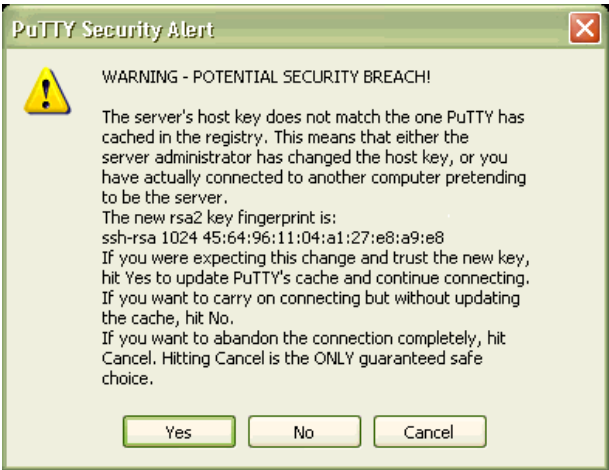 PuTTY Security Alert
WARNING - POTENTIAL SECURITY BREACH!
The server's host key does not match the one PuTTY has
cached in the registry. This means that either the
server administrator has changed the host key, or you
have actually connected to another computer pretending
to be the server.
The new rsa2 key fingerprint is:
ssh-rsa 1024 45:64:96:11:04:a1:27:e8:a9:e8
If you were expecting this change and trust the new key,
hit Yes to update PuTTY's cache and continue connecting.
If you want to carry on connecting but without updating
the cache, hit No.
If you want to abandon the connection completely, hit
Cancel. Hitting Cancel is the ONLY guaranteed safe
choice.
Yes No Cancel